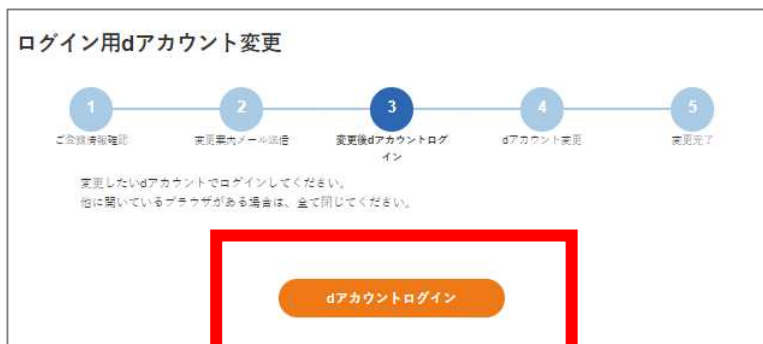 ログイン用dアカウント変更
1 2 3 4 5
ご登録情報確認 変更案内メール送信 変更後dアカウントログ dアカウント変更 変更完了
イン
変更したいdアカウントでログインしてください。
他に開いているブラウザがある場合は、全て閉じてください。
dアカウントログイン